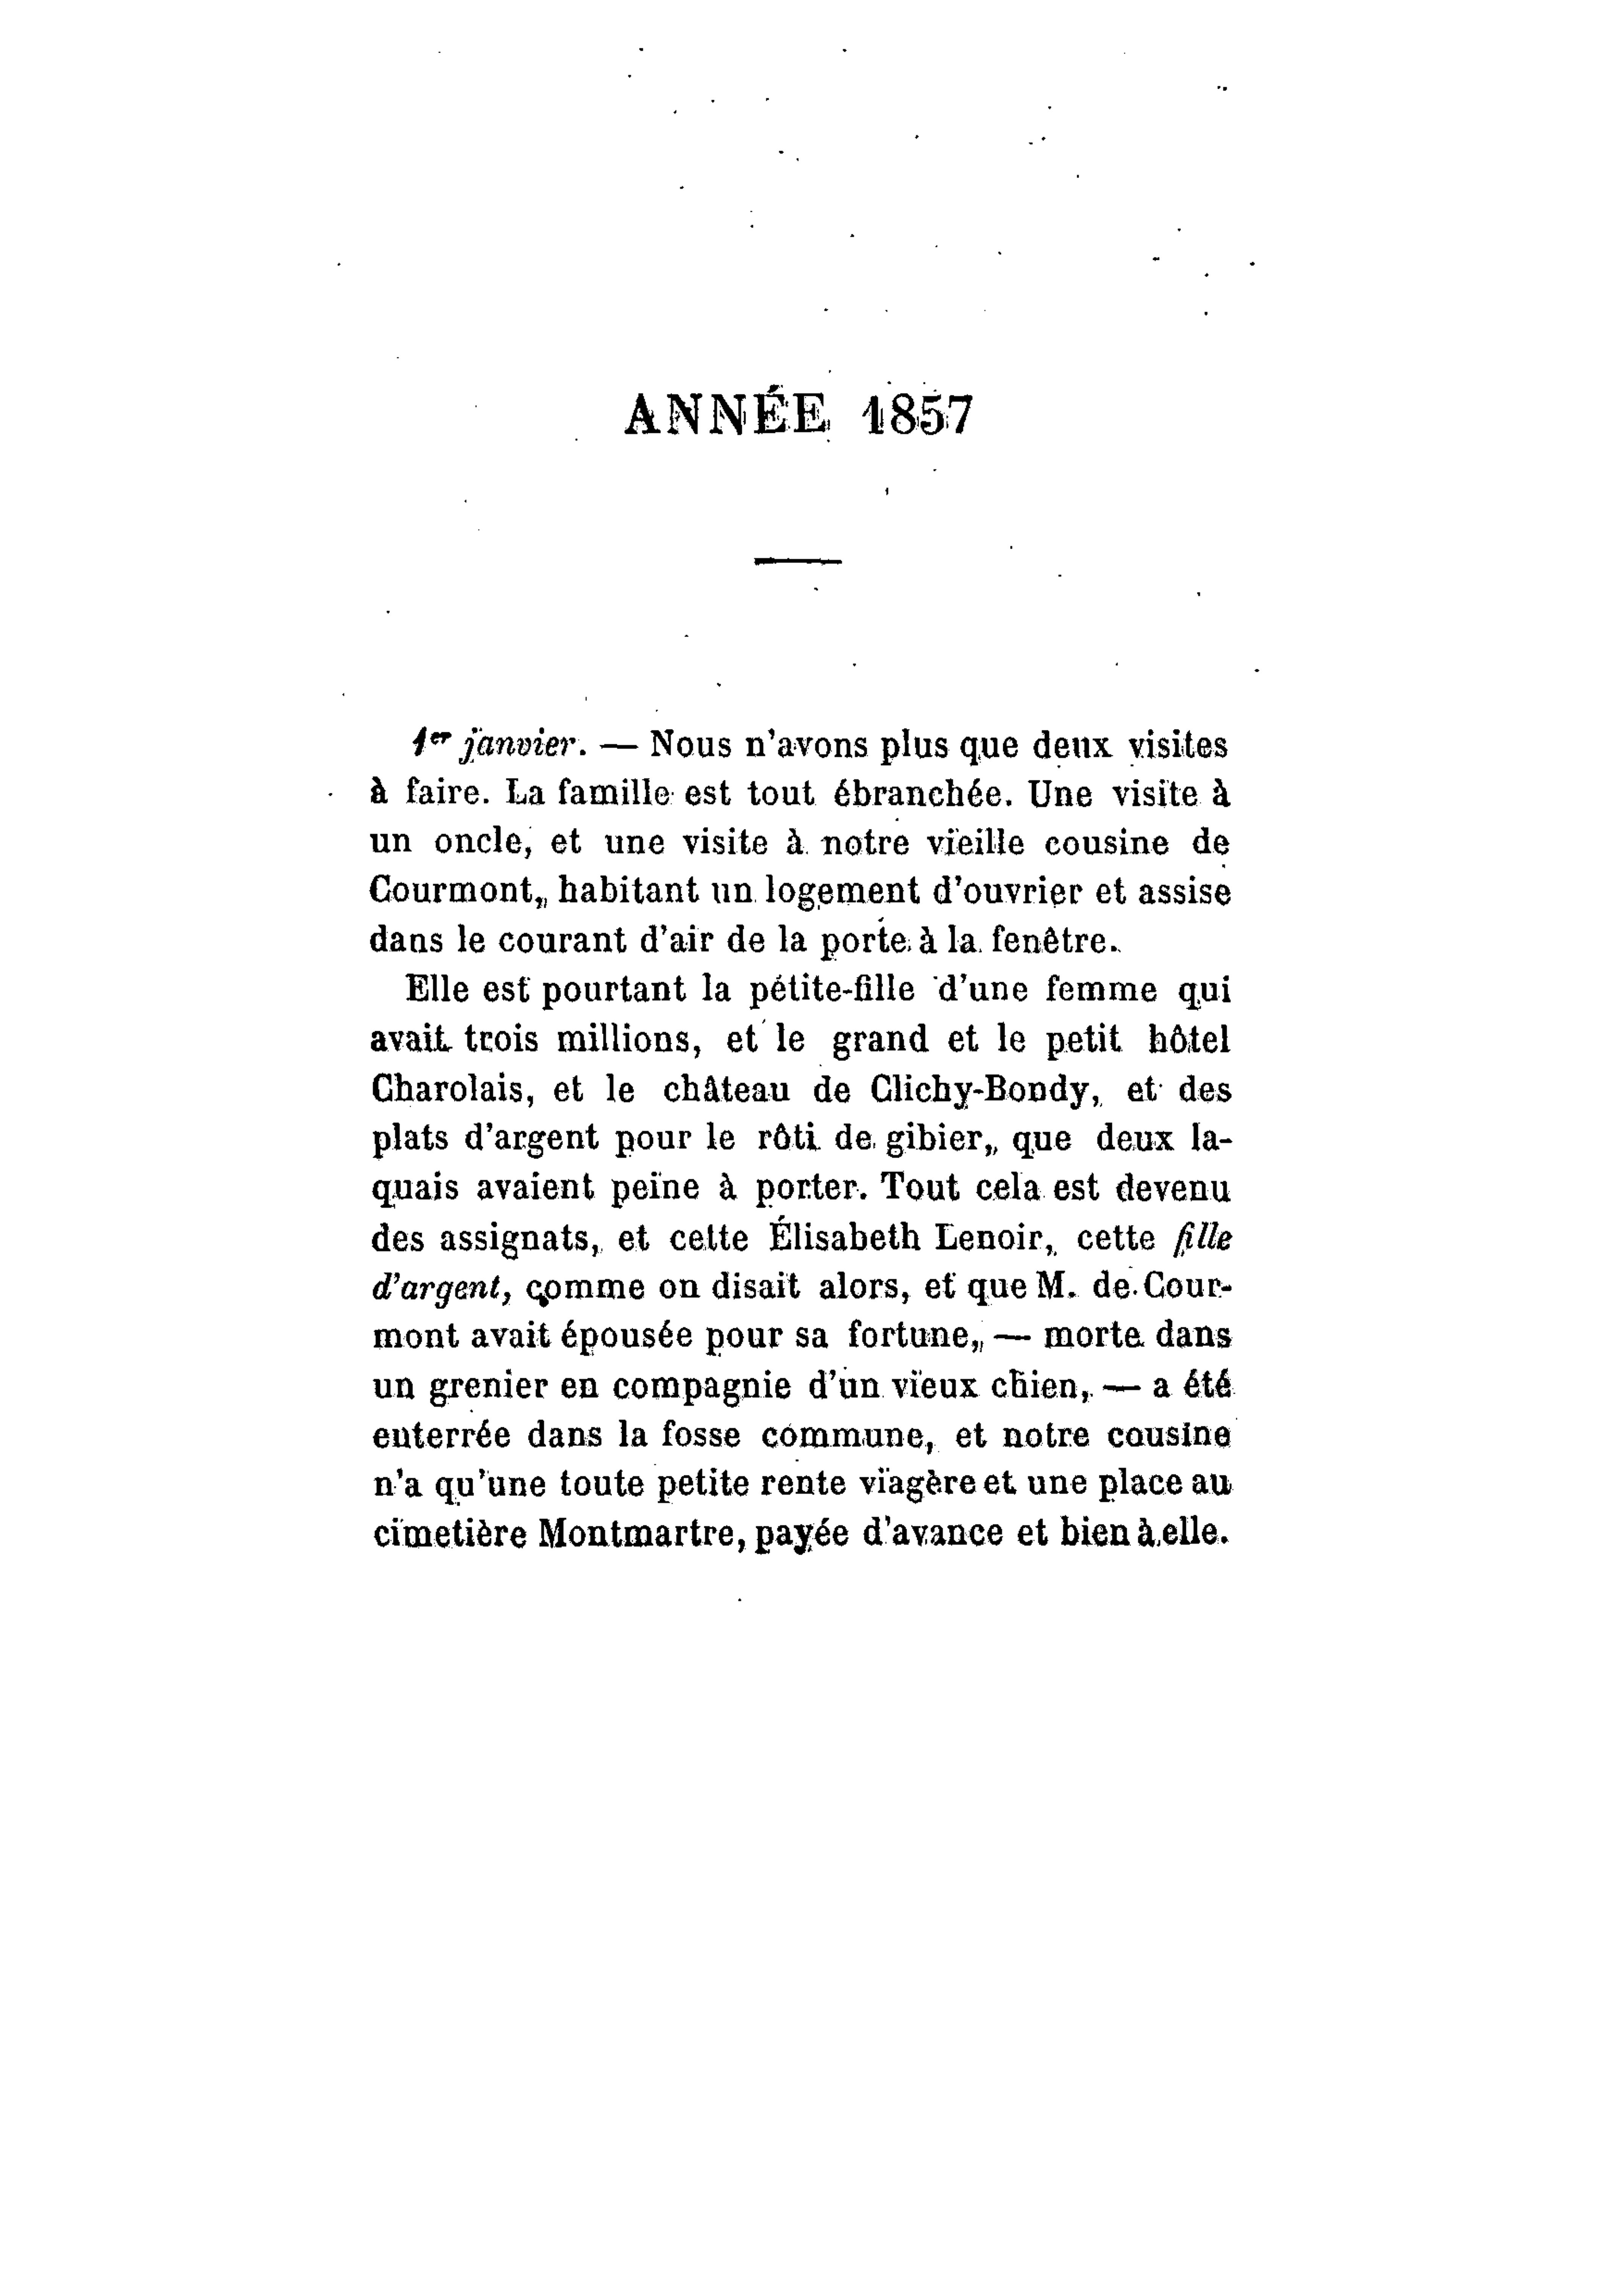 ANNÉE 1857
1er janvier. — Nous n'avons plus que deux visites
à faire. La famille est tout ébranchée. Une visite à
un oncle, et une visite à notre vieille cousine de
Courmont, habitant un logement d'ouvrier et assise
dans le courant d'air de la porte à la fenêtre.
Elle est pourtant la petite-fille d'une femme qui
avait trois millions, et le grand et le petit hôtel
Charolais, et le château de Clichy-Bondy, et des
plats d'argent pour le rôti de gibier, que deux la-
quais avaient peine à porter. Tout cela est devenu
des assignats, et cette Élisabeth Lenoir, cette fille
d'argent, comme on disait alors, et que M. de Cour-
mont avait épousée pour sa fortune, — morte dans
un grenier en compagnie d'un vieux chien, — a été
enterrée dans la fosse commune, et notre cousine
n'a qu'une toute petite rente viagère et une place au
cimetière Montmartre, payée d'avance et bien à elle.